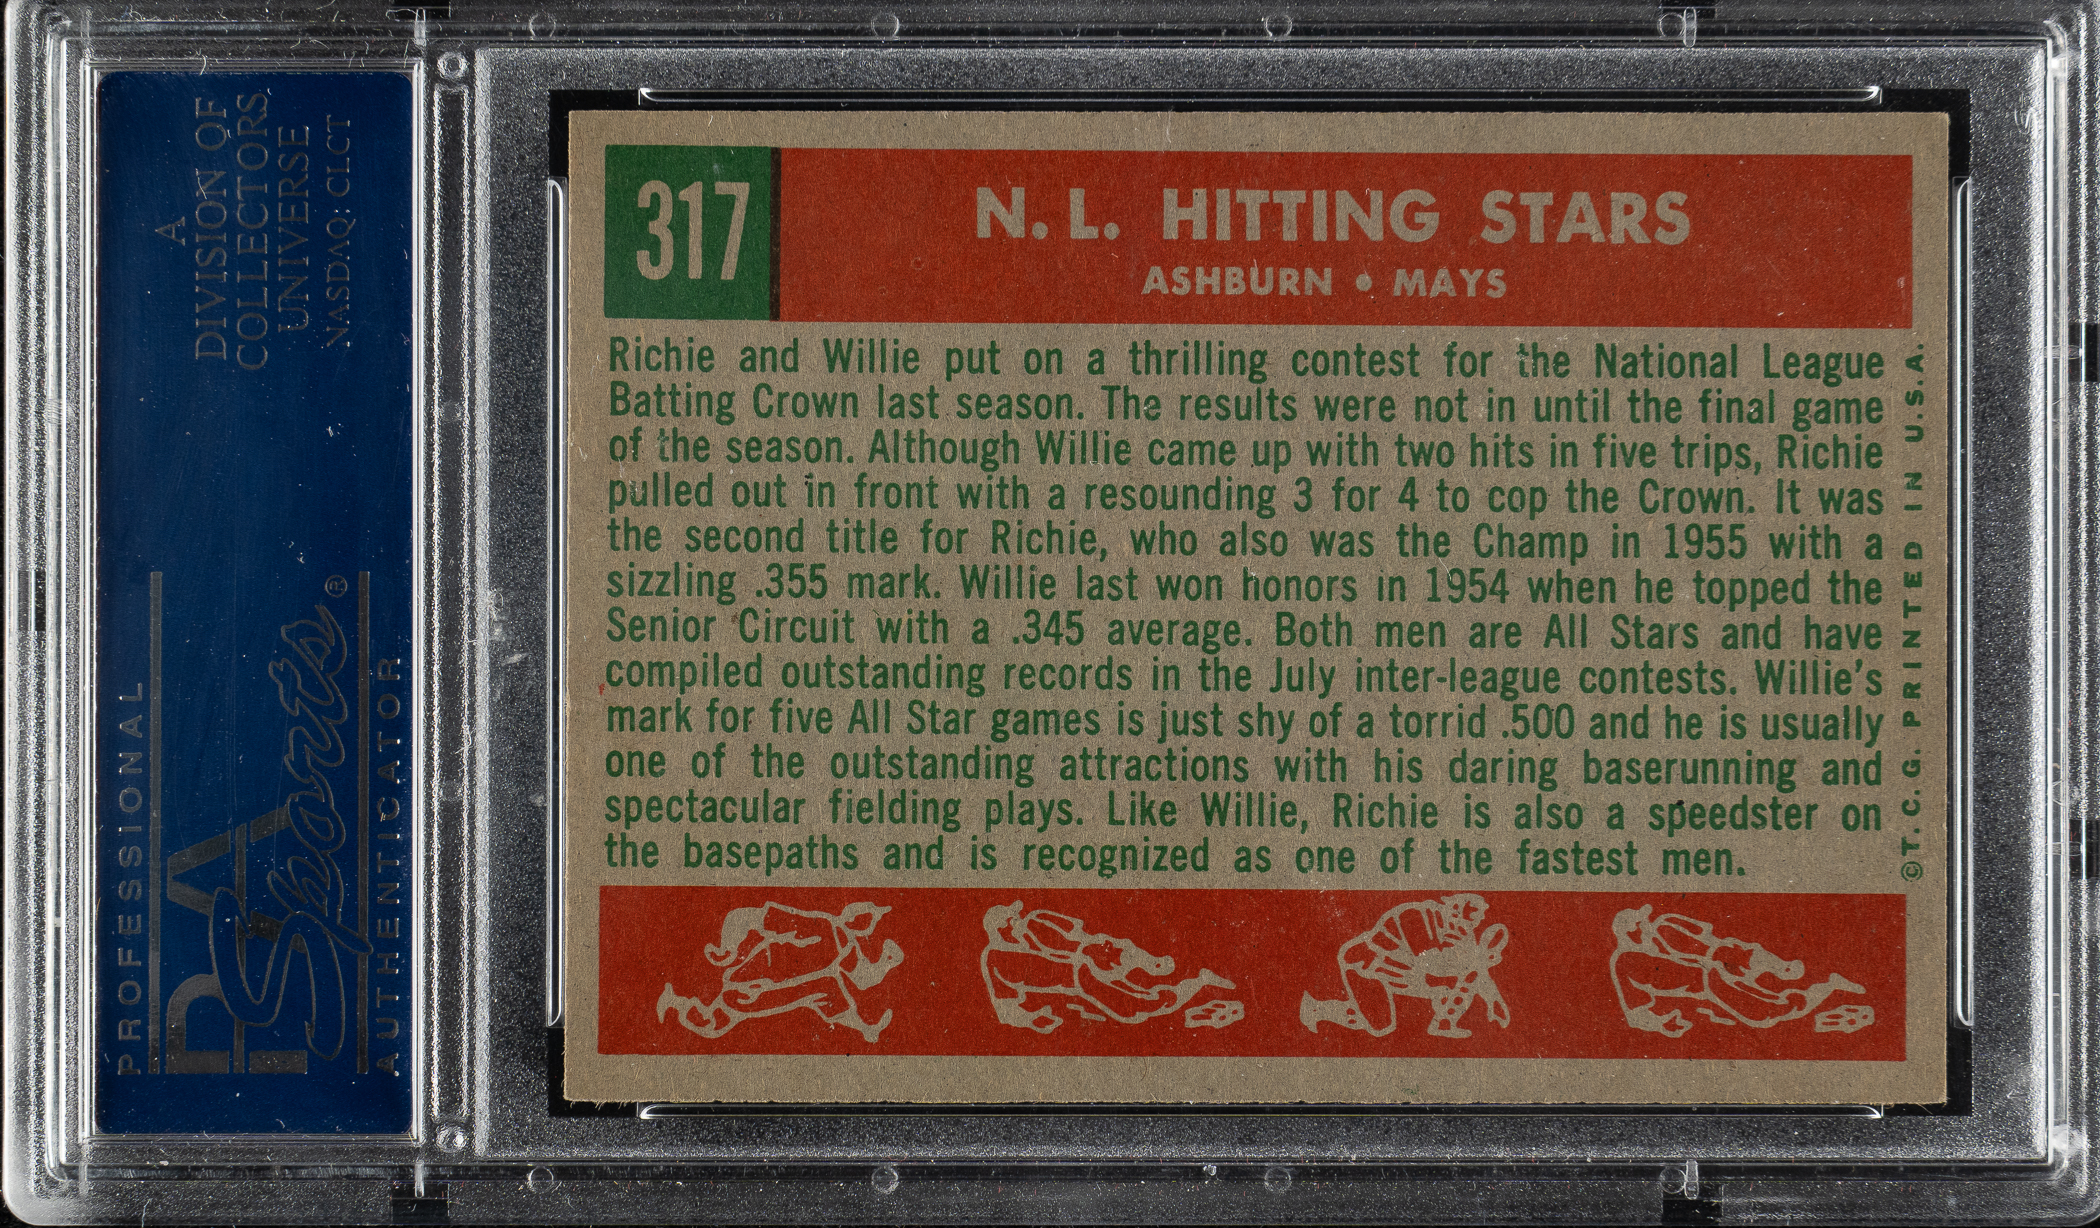 A
DIVISION OF
COLLECTORS
UNIVERSE
NASDAQ: CLCT
PROFESSIONAL
PSA
Sports®
AUTHENTICATOR
317
N. L. HITTING STARS
ASHBURN • MAYS
Richie and Willie put on a thrilling contest for the National League
Batting Crown last season. The results were not in until the final game
of the season. Although Willie came up with two hits in five trips, Richie
pulled out in front with a resounding 3 for 4 to cop the Crown. It was
the second title for Richie, who also was the Champ in 1955 with a
sizzling .355 mark. Willie last won honors in 1954 when he topped the
Senior Circuit with a .345 average. Both men are All Stars and have
compiled outstanding records in the July inter-league contests. Willie's
mark for five All Star games is just shy of a torrid .500 and he is usually
one of the outstanding attractions with his daring baserunning and
spectacular fielding plays. Like Willie, Richie is also a speedster on
the basepaths and is recognized as one of the fastest men.
©T.C.G. PRINTED IN U.S.A.